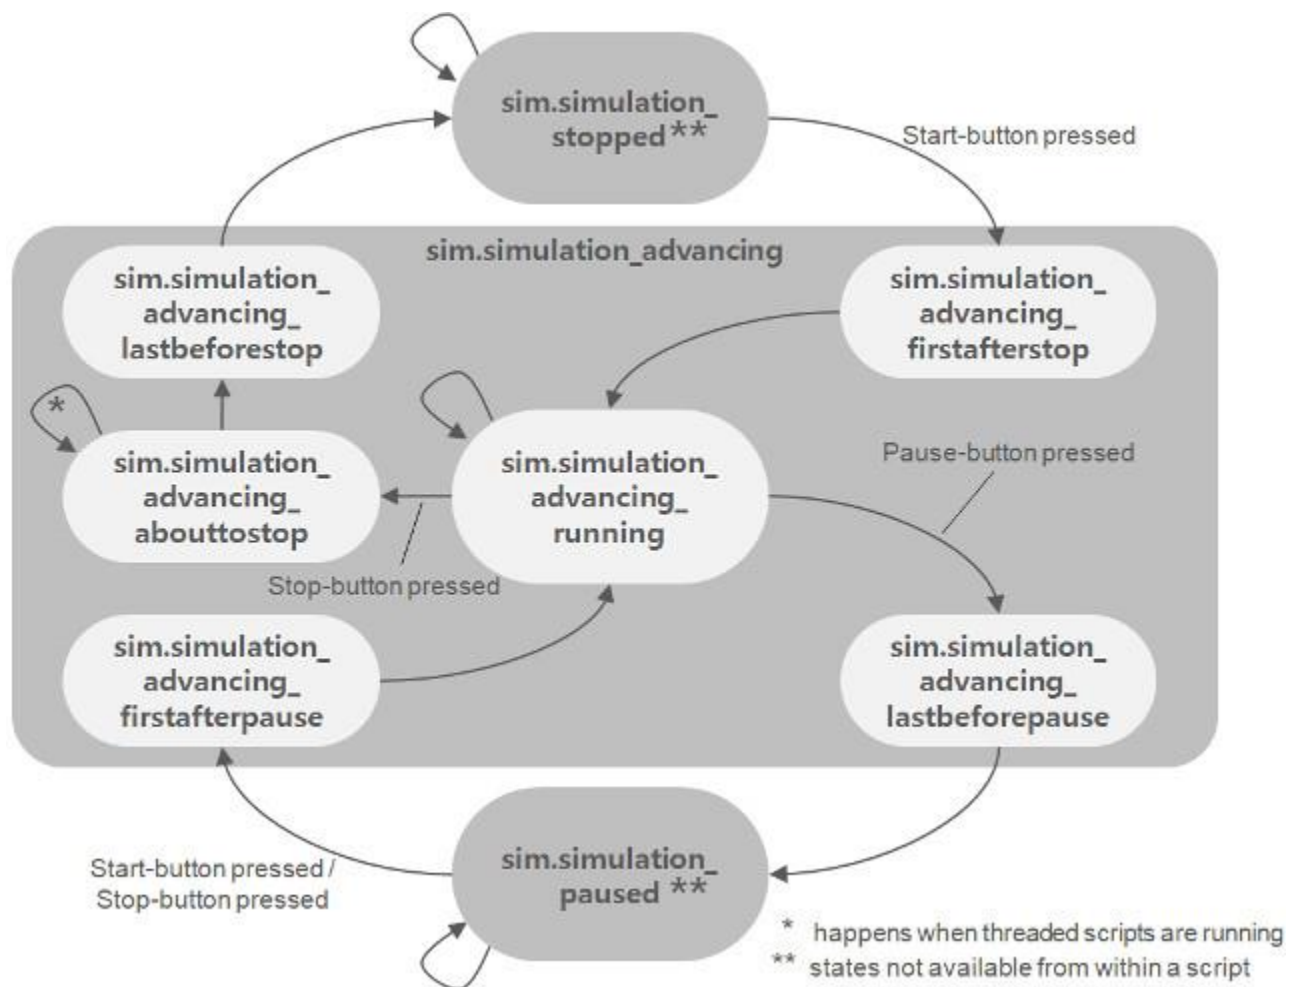 sim.simulation_
stopped **
Start-button pressed
sim.simulation_advancing
sim.simulation_
advancing_
lastbeforestop
sim.simulation_
advancing_
firstafterstop
*
sim.simulation_
advancing_
abouttostop
sim.simulation_
advancing_
running
Pause-button pressed
Stop-button pressed
sim.simulation_
advancing_
firstafterpause
sim.simulation_
advancing_
lastbeforepause
Start-button pressed /
Stop-button pressed
sim.simulation_
paused **
* happens when threaded scripts are running
** states not available from within a script